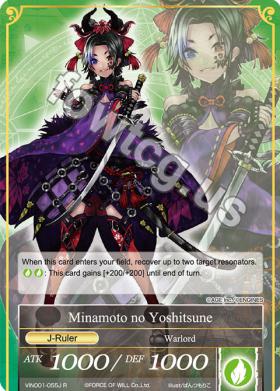 fowtcg.us
When this card enters your field, recover up to two target resonators.
: This card gains [+200/+200] until end of turn.
Minamoto no Yoshitsune
J-Ruler
Warlord
ATK 1000 / DEF 1000
VIN001-055J R
©FORCE OF WILL Co.,Ltd.